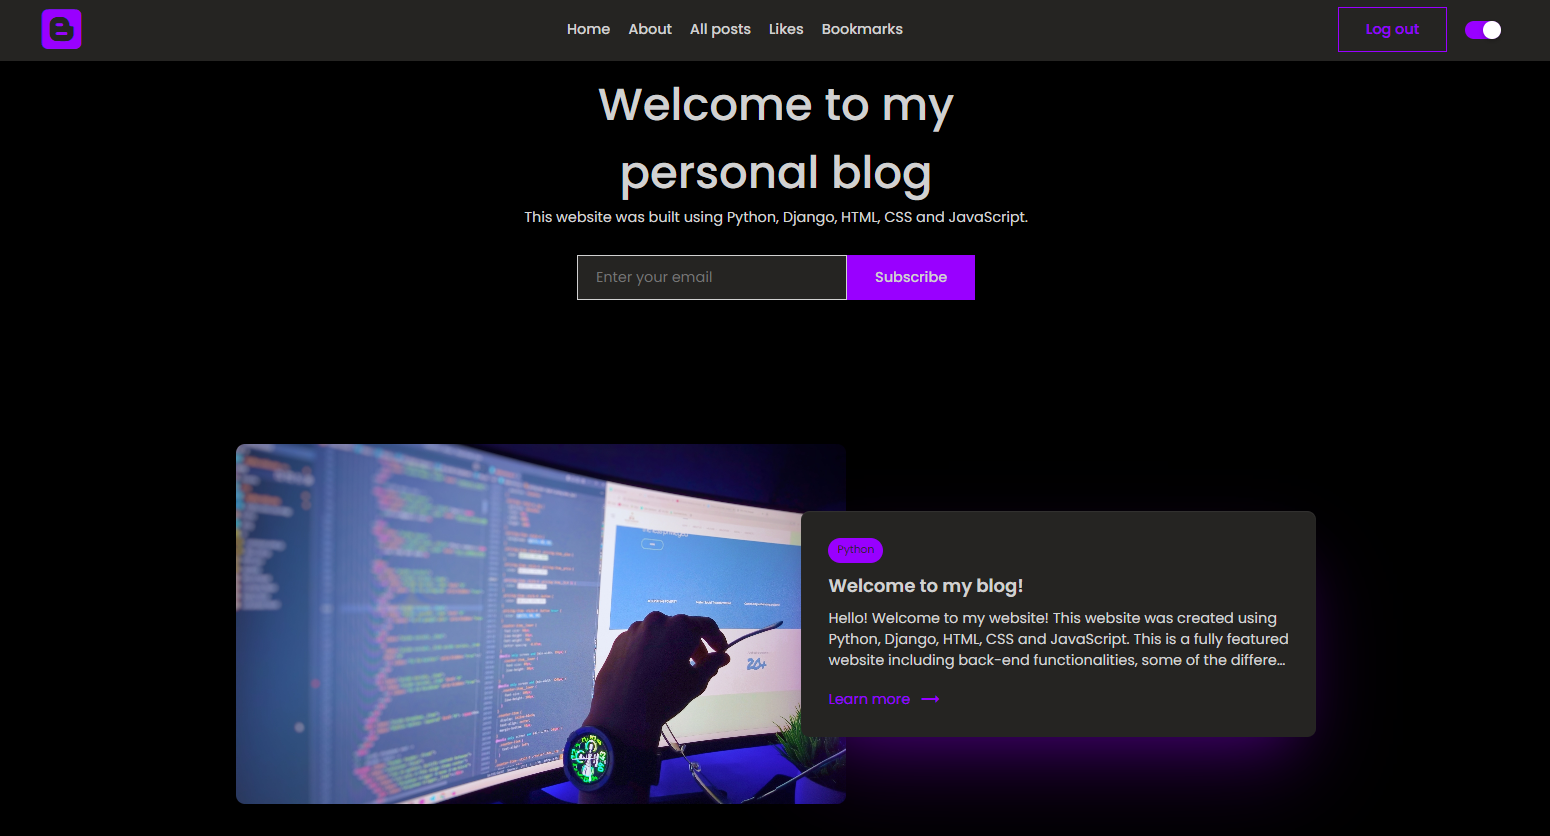 Home About All posts Likes Bookmarks
Log out
Welcome to my
personal blog
This website was built using Python, Django, HTML, CSS and JavaScript.
Enter your email
Subscribe
20+
Python
Welcome to my blog!
Hello! Welcome to my website! This website was created using
Python, Django, HTML, CSS and JavaScript. This is a fully featured
website including back-end functionalities, some of the differe...
Learn more